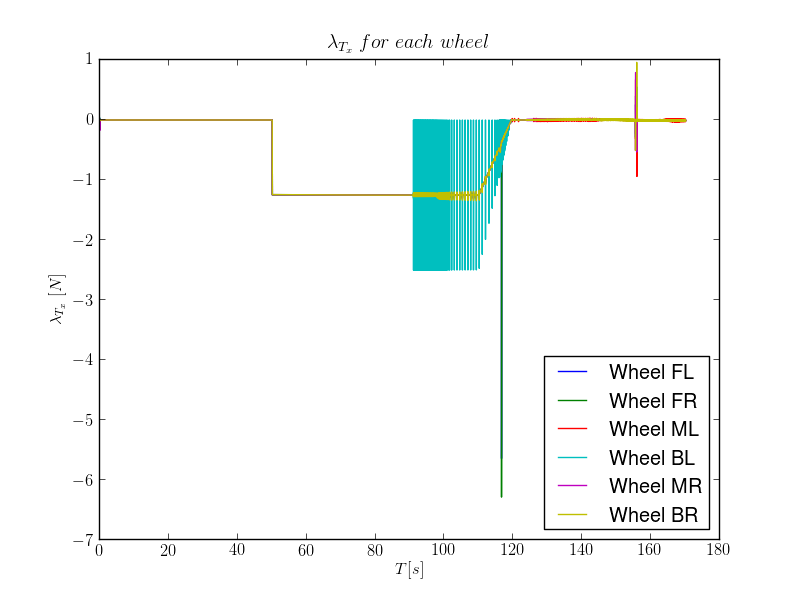 λ_{T_x} for each wheel
1
0
−1
−2
−3
−4
−5
−6
−7
λ_{T_x} [N]
0 20 40 60 80 100 120 140 160 180
T[s]
Wheel FL
Wheel FR
Wheel ML
Wheel BL
Wheel MR
Wheel BR